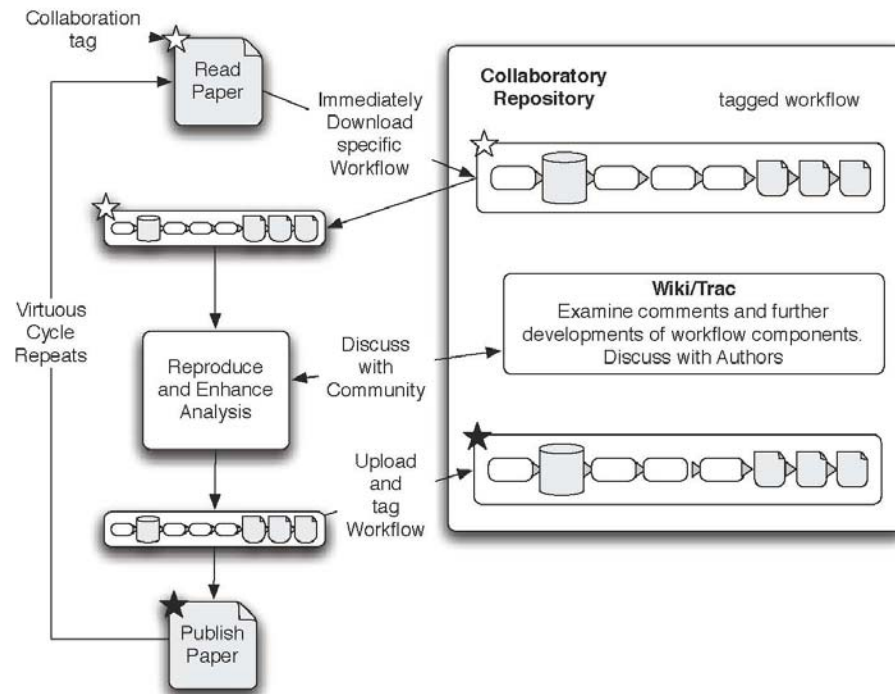 Collaboration
tag
Read
Paper
Immediately
Download
specific
Workflow
Collaboratory
Repository
tagged workflow
Virtuous
Cycle
Repeats
Reproduce
and Enhance
Analysis
Discuss
with
Community
Wiki/Trac
Examine comments and further
developments of workflow components.
Discuss with Authors
Upload
and
tag
Workflow
Publish
Paper